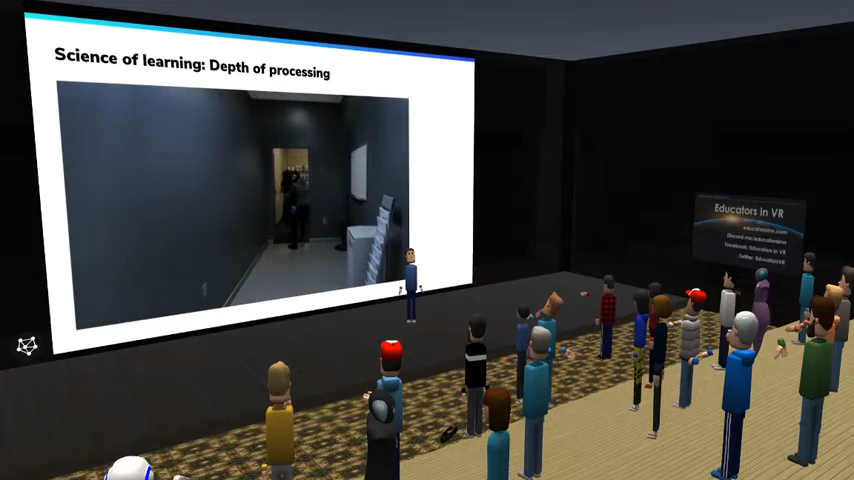 Science of learning: Depth of processing
Educators in VR
educatorsinvr.com
Discord.me/educatorsinvr
Facebook: Educators in VR
Twitter: EducatorsVR